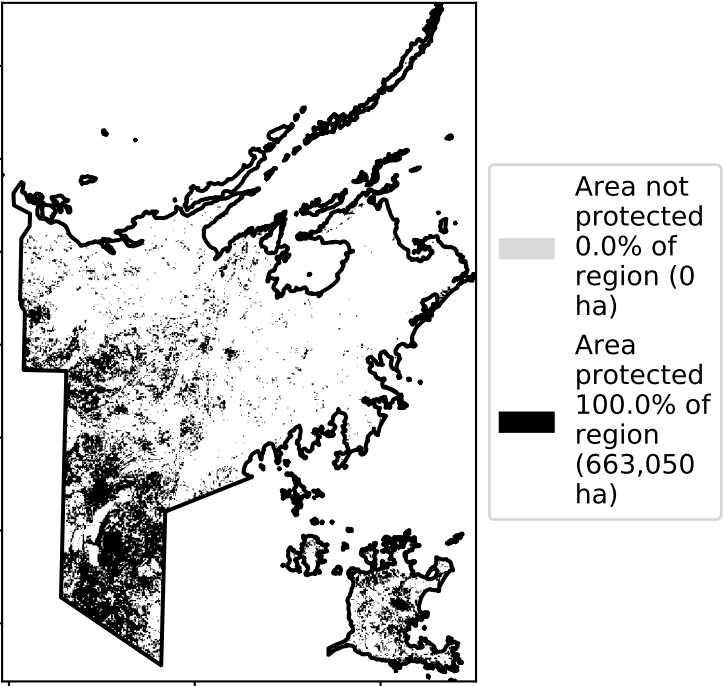 Area not
protected
0.0% of
region (0
ha)
Area
protected
100.0% of
region
(663,050
ha)